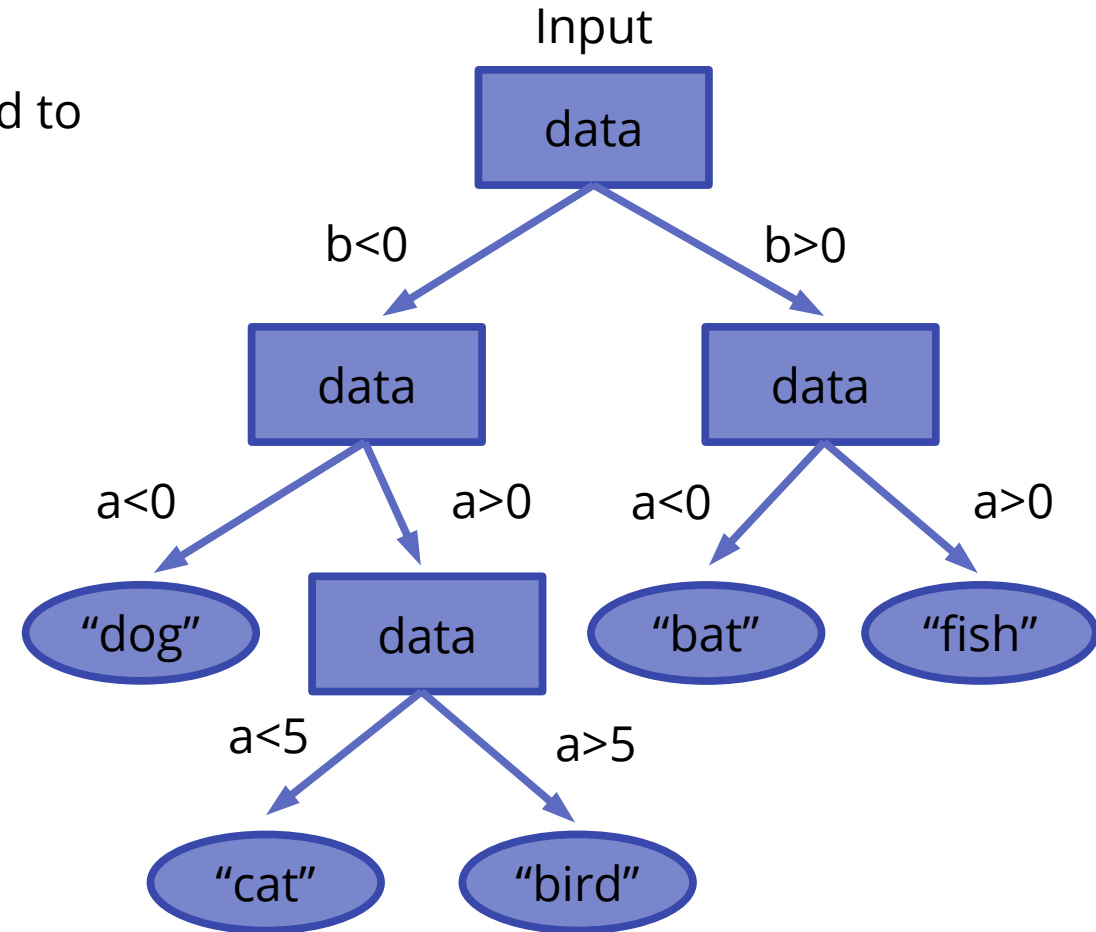 Input
d to
data
b<0 b>0
data data
a<0 a>0 a<0 a>0
“dog” data “bat” “fish”
a<5 a>5
“cat” “bird”